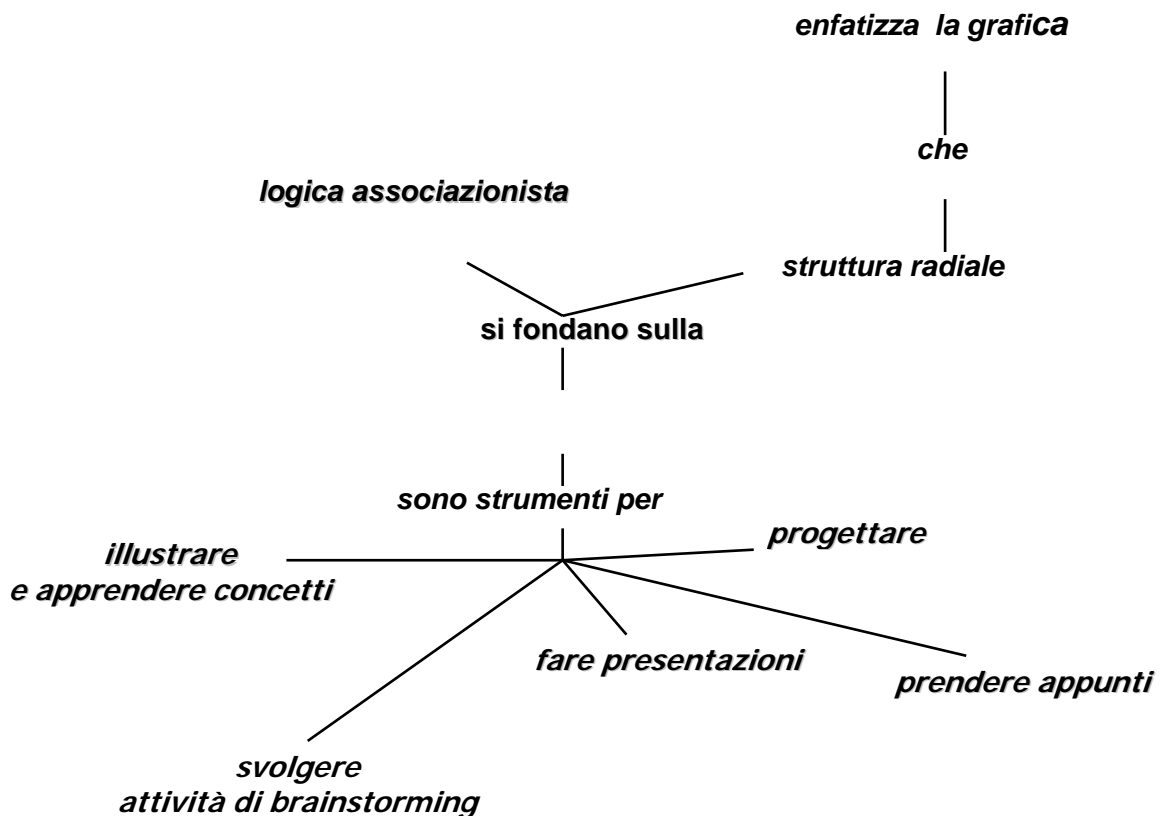 enfatizza la grafica
che
logica associazionista
struttura radiale
si fondano sulla
sono strumenti per
progettare
illustrare
e apprendere concetti
fare presentazioni
prendere appunti
svolgere
attività di brainstorming